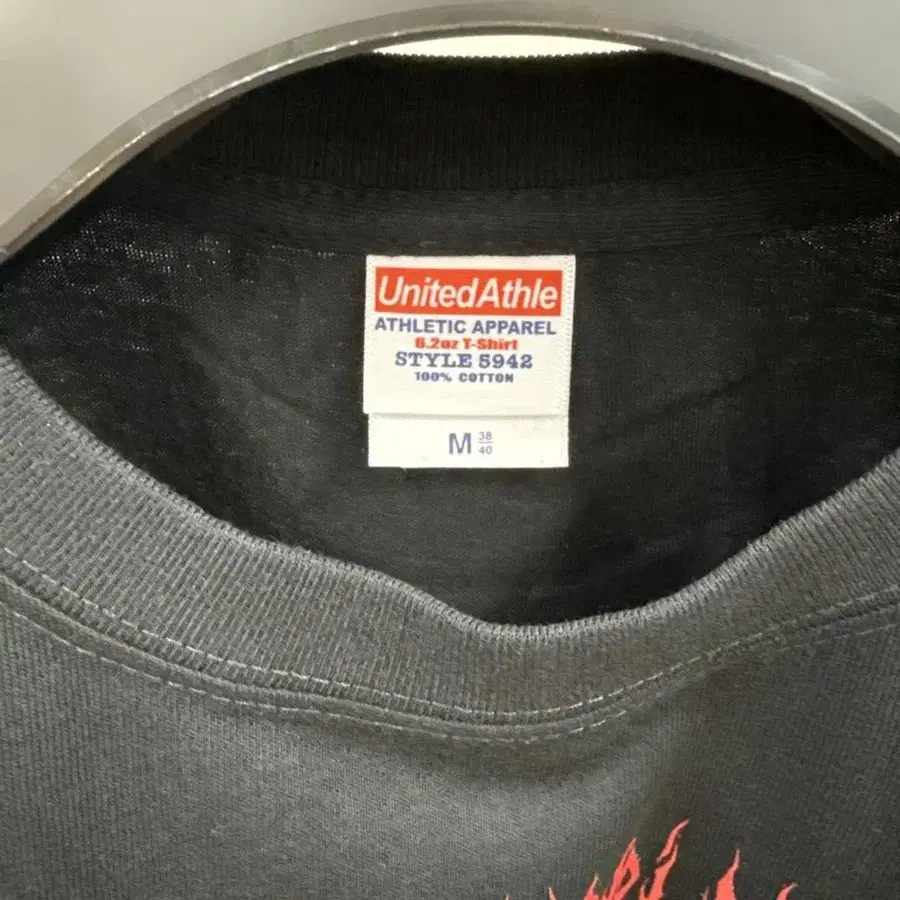 UnitedAthle
ATHLETIC APPAREL
6.2oz T-Shirt
STYLE 5942
100% COTTON
M 38/40